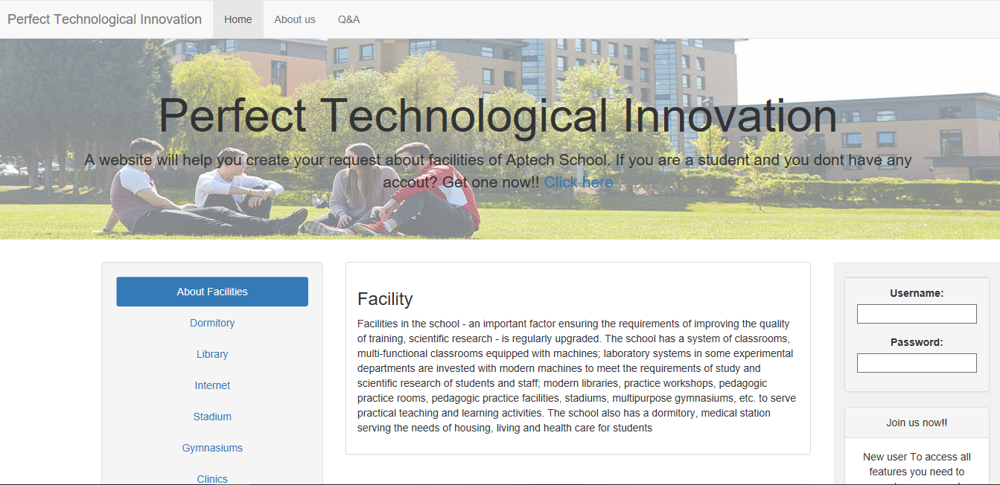 Perfect Technological Innovation
Home
About us
Q&A
Perfect Technological Innovation
A website will help you create your request about facilities of Aptech School. If you are a student and you dont have any
accout? Get one now!! Click here
About Facilities
Dormitory
Library
Internet
Stadium
Gymnasiums
Clinics
Facility
Facilities in the school - an important factor ensuring the requirements of improving the quality
of training, scientific research - is regularly upgraded. The school has a system of classrooms,
multi-functional classrooms equipped with machines; laboratory systems in some experimental
departments are invested with modern machines to meet the requirements of study and
scientific research of students and staff; modern libraries, practice workshops, pedagogic
practice rooms, pedagogic practice facilities, stadiums, multipurpose gymnasiums, etc. to serve
practical teaching and learning activities. The school also has a dormitory, medical station
serving the needs of housing, living and health care for students
Username:
Password:
Join us now!!
New user To access all
features you need to